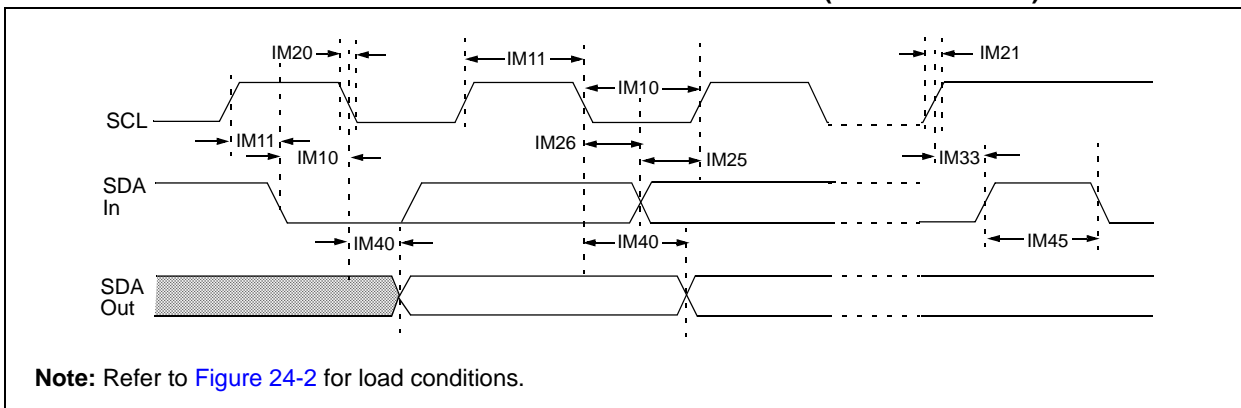 IM20
IM11
IM21
IM10
SCL
IM11
IM26
IM10
IM25
IM33
SDA
In
IM40
IM40
IM45
SDA
Out
Note: Refer to Figure 24-2 for load conditions.